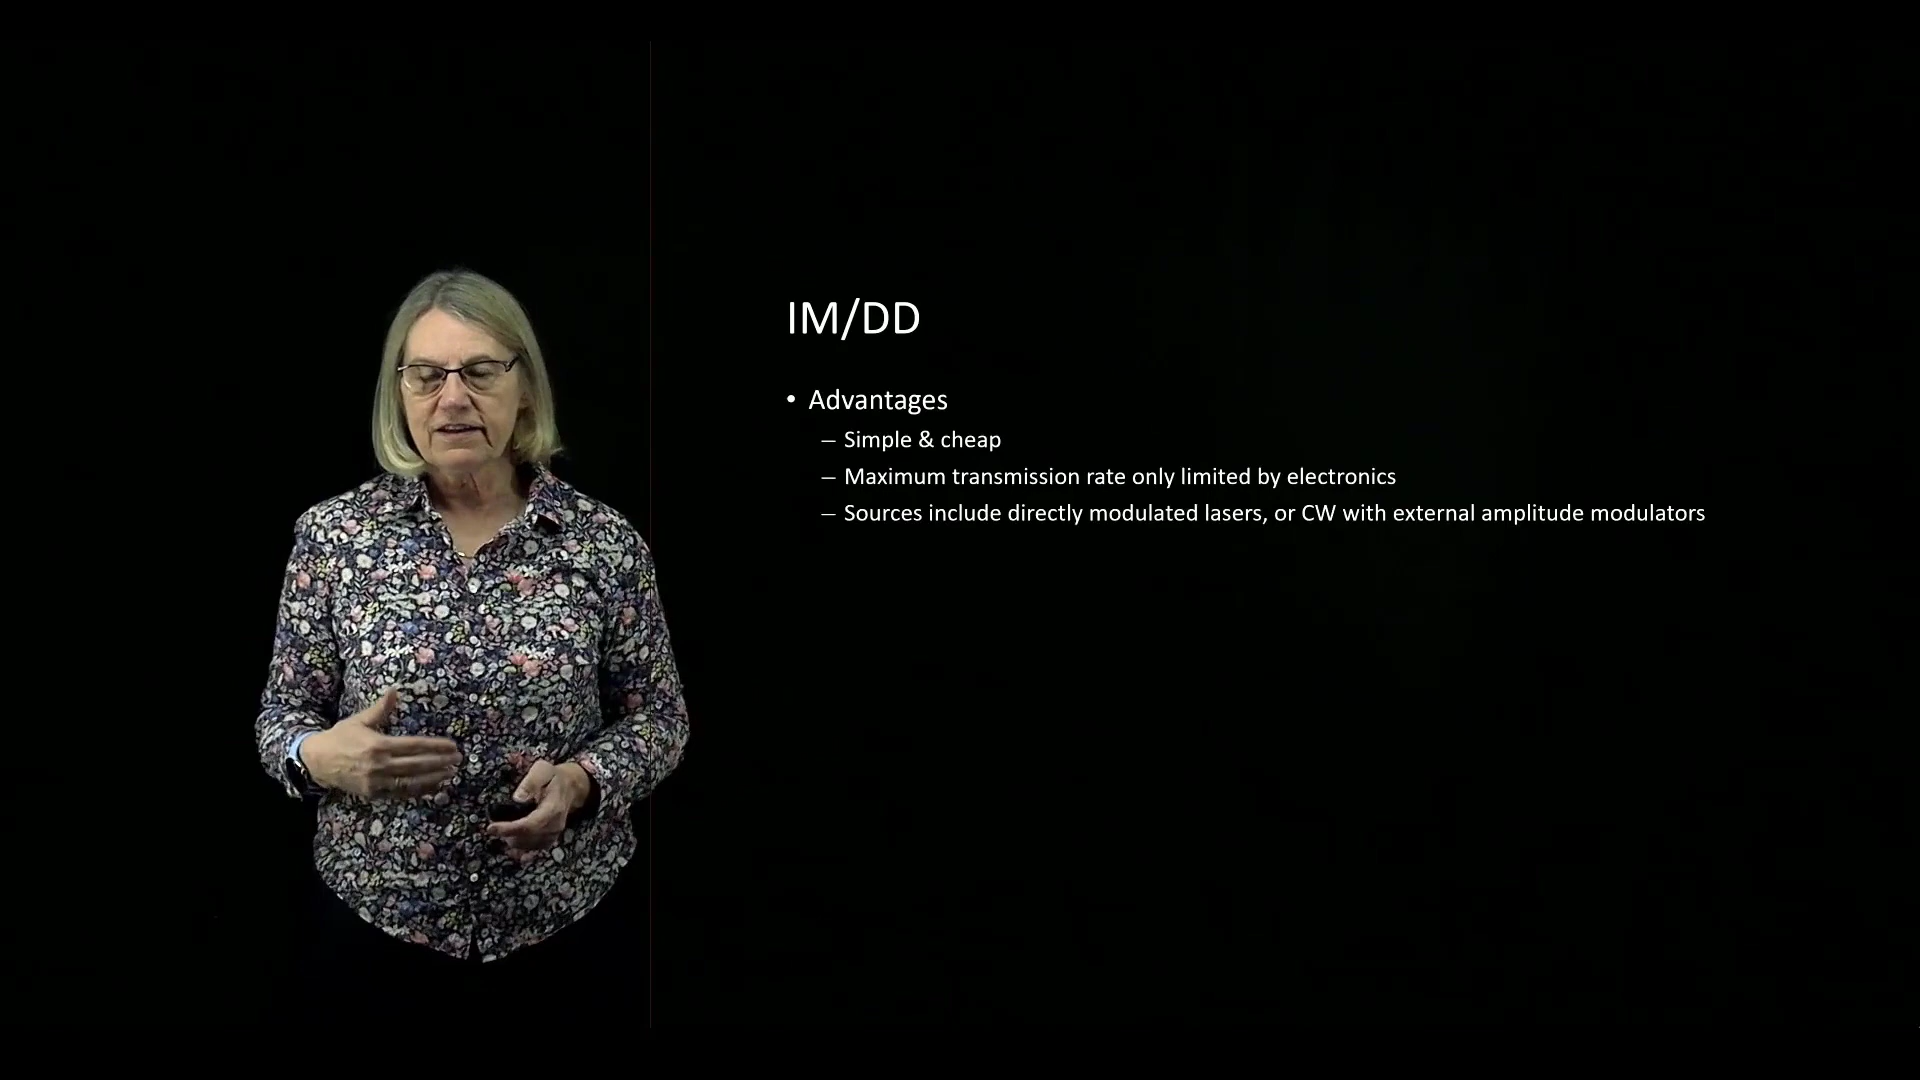 IM/DD
• Advantages
– Simple & cheap
– Maximum transmission rate only limited by electronics
– Sources include directly modulated lasers, or CW with external amplitude modulators